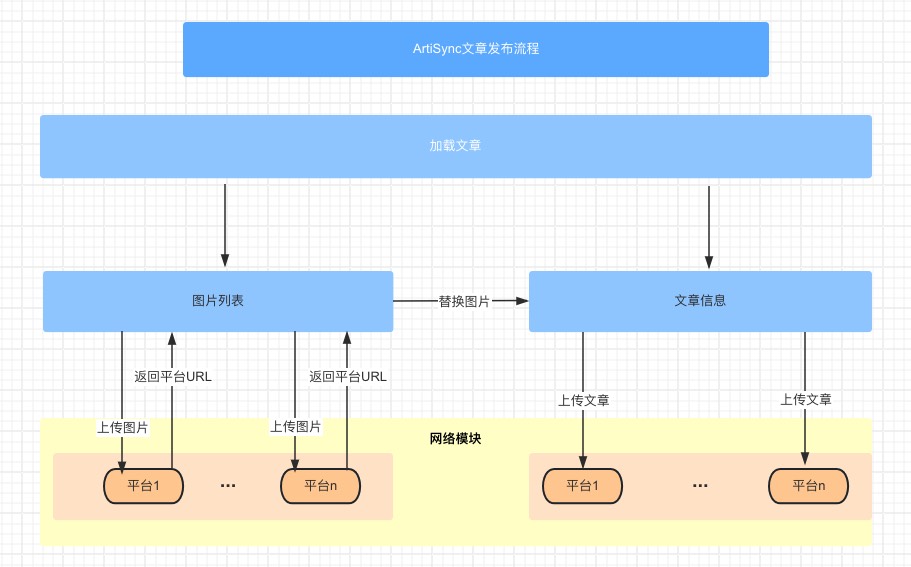 ArtiSync文章发布流程
加载文章
图片列表
替换图片
文章信息
返回平台URL
返回平台URL
上传文章
上传文章
上传图片
上传图片
网络模块
平台1
...
平台n
平台1
...
平台n